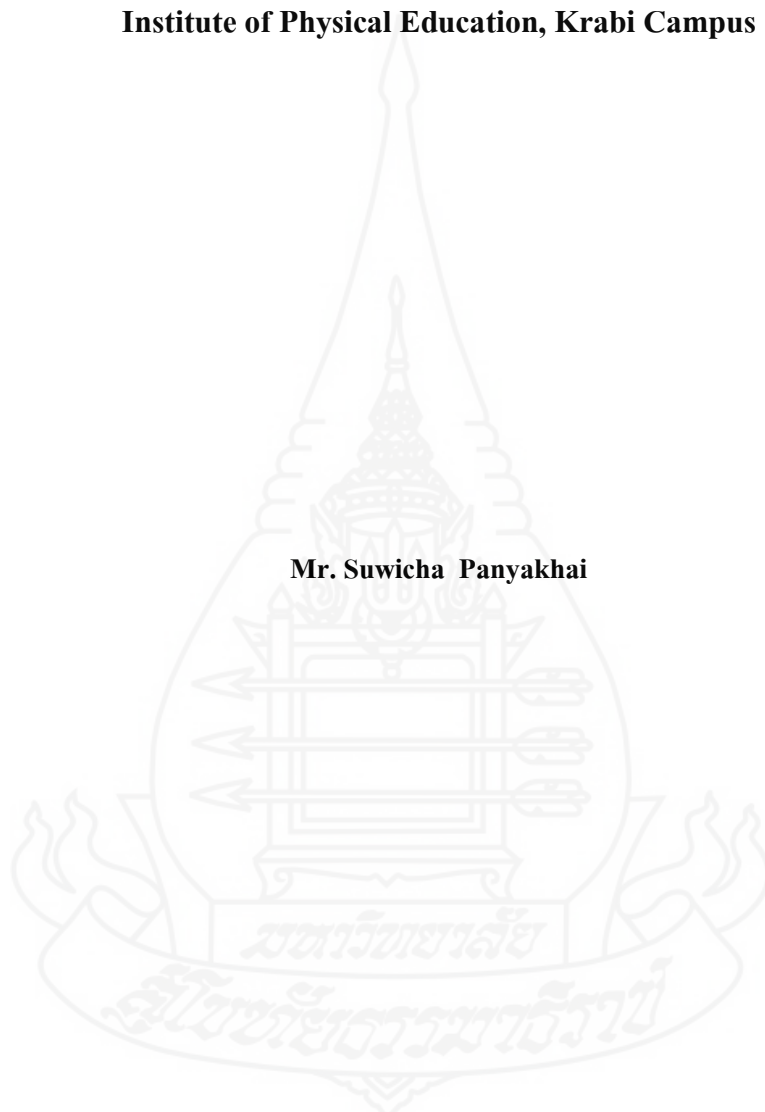 Institute of Physical Education, Krabi Campus
Mr. Suwicha Panyakhai
มหาวิทยาลัย
สุโขทัยธรรมาธิราช